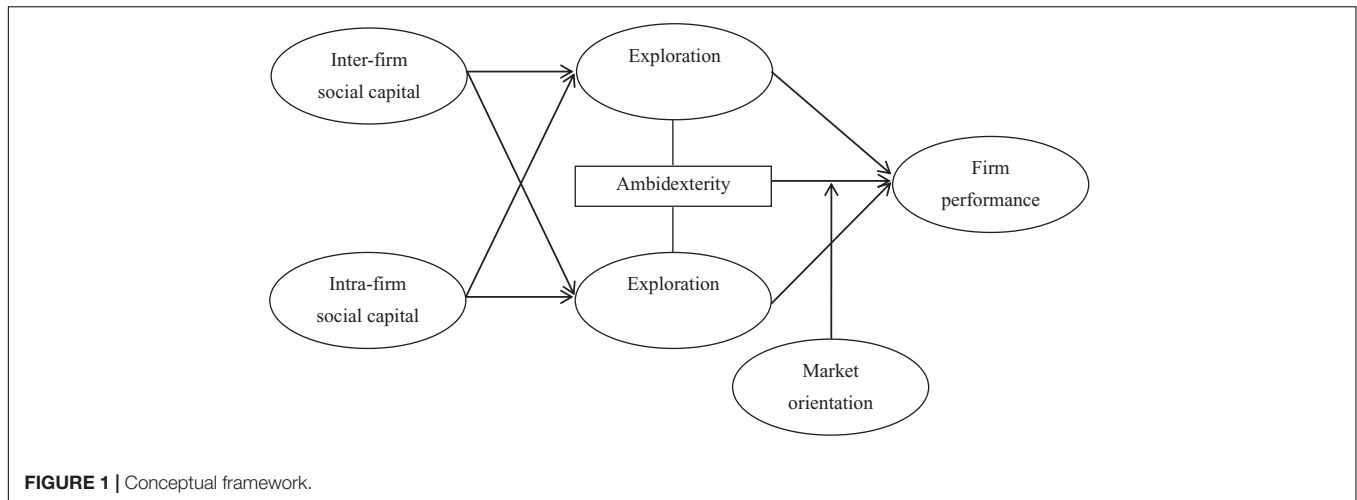 Inter-firm
social capital
Exploration
Ambidexterity
Firm
performance
Intra-firm
social capital
Exploration
Market
orientation
FIGURE 1 | Conceptual framework.